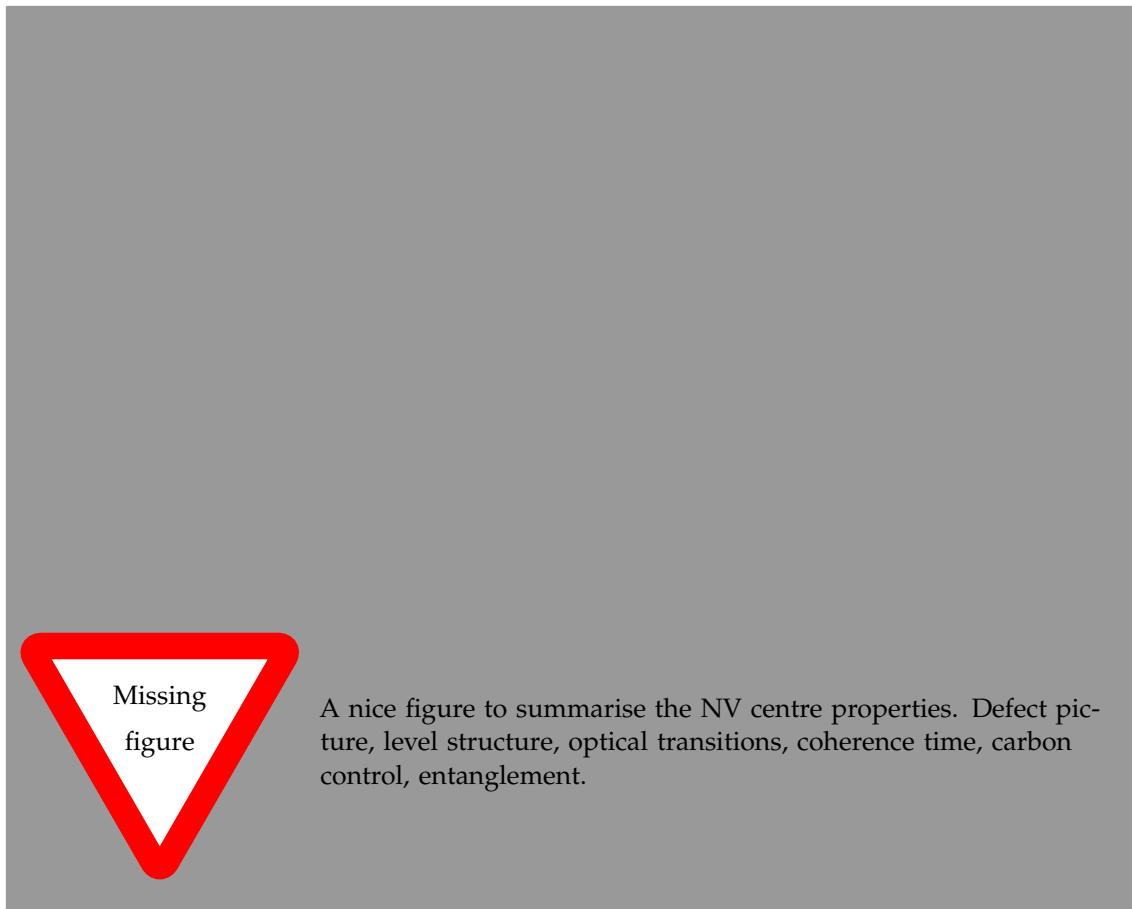 Missing
figure
A nice figure to summarise the NV centre properties. Defect pic-
ture, level structure, optical transitions, coherence time, carbon
control, entanglement.